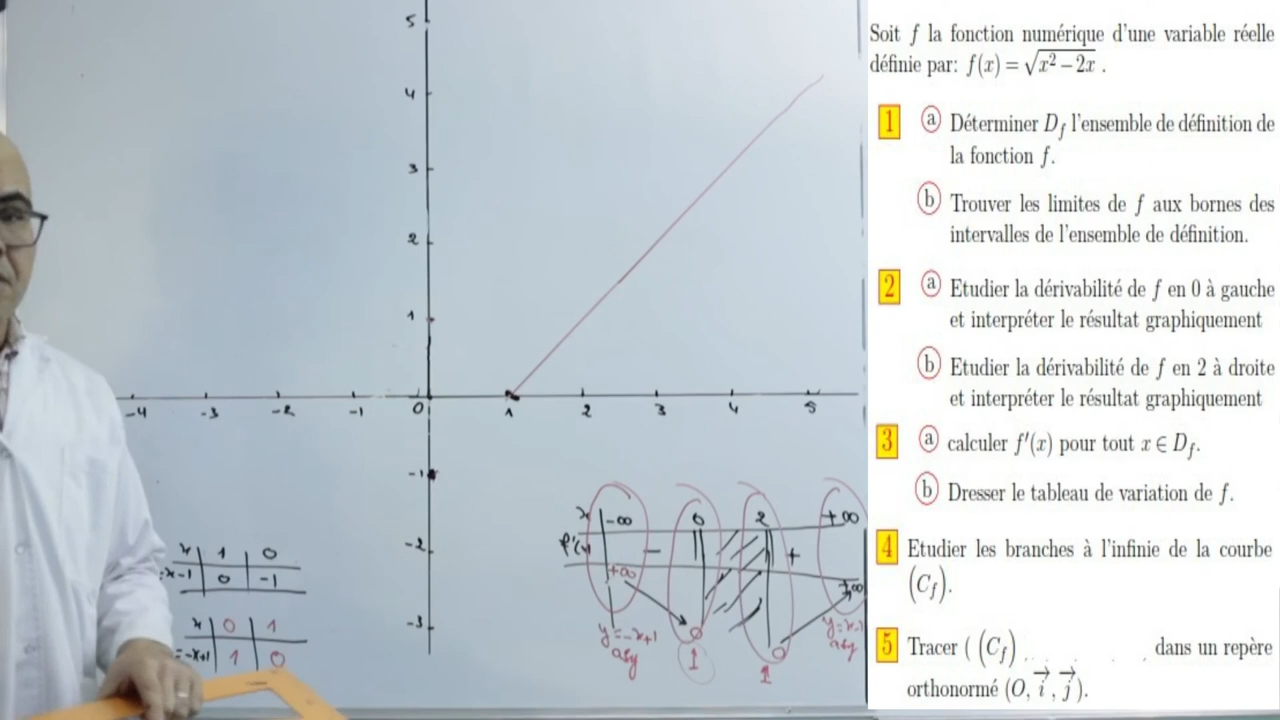 5
4
3
2
1
-4 -3 -2 -1 0 1 2 3 4 5
-1
-2
-3
x 1 0
x-1 0 -1
x 0 1
-x+1 1 0
x -∞ 0 2 +∞
f'(x) - +
+∞ 0 0 +∞
y=-x+1
asy
y=x-1
asy
Soit f la fonction numérique d'une variable réelle
définie par: f(x) = √(x² – 2x) .
1 a Déterminer D_f l'ensemble de définition de
la fonction f.
b Trouver les limites de f aux bornes des
intervalles de l'ensemble de définition.
2 a Etudier la dérivabilité de f en 0 à gauche
et interpréter le résultat graphiquement
b Etudier la dérivabilité de f en 2 à droite
et interpréter le résultat graphiquement
3 a calculer f'(x) pour tout x ∈ D_f.
b Dresser le tableau de variation de f.
4 Etudier les branches à l'infinie de la courbe
(C_f).
5 Tracer ( (C_f) dans un repère
orthonormé (O, i⃗, j⃗).